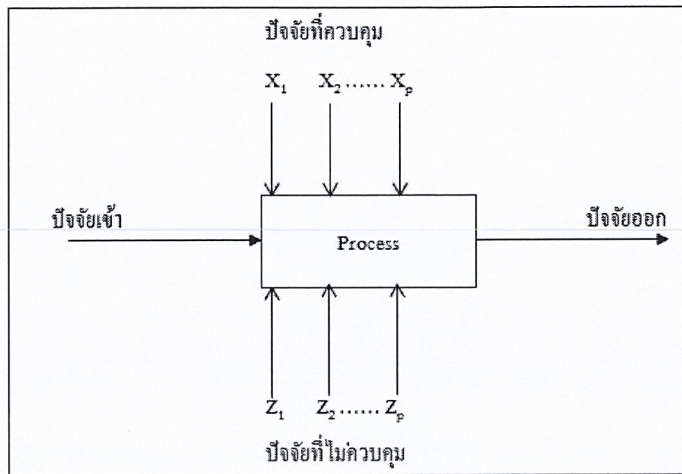 ปัจจัยที่ควบคุม
X₁ X₂ ...... Xₚ
ปัจจัยเข้า
Process
ปัจจัยออก
Z₁ Z₂ ...... Zₚ
ปัจจัยที่ไม่ควบคุม